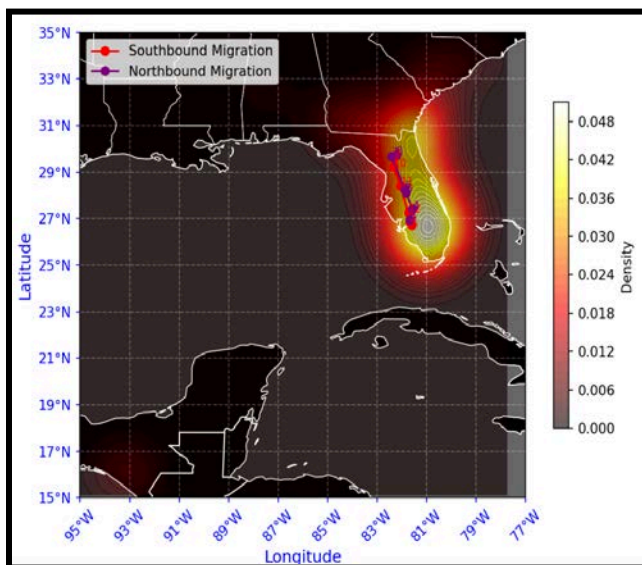 35°N
33°N
31°N
29°N
27°N
25°N
23°N
21°N
19°N
17°N
15°N
Latitude
Southbound Migration
Northbound Migration
95°W
93°W
91°W
89°W
87°W
85°W
83°W
81°W
79°W
77°W
Longitude
0.048
0.042
0.036
0.030
0.024
0.018
0.012
0.006
0.000
Density